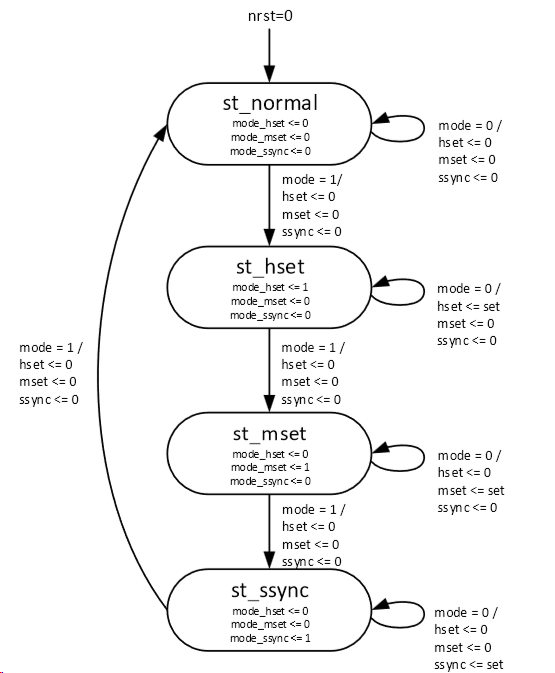 nrst=0
st_normal
mode_hset <= 0
mode_mset <= 0
mode_ssync <= 0
mode = 0 /
hset <= 0
mset <= 0
ssync <= 0
mode = 1/
hset <= 0
mset <= 0
ssync <= 0
st_hset
mode_hset <= 1
mode_mset <= 0
mode_ssync <= 0
mode = 0 /
hset <= set
mset <= 0
ssync <= 0
mode = 1 /
hset <= 0
mset <= 0
ssync <= 0
mode = 1 /
hset <= 0
mset <= 0
ssync <= 0
st_mset
mode_hset <= 0
mode_mset <= 1
mode_ssync <= 0
mode = 0 /
hset <= 0
mset <= set
ssync <= 0
mode = 1 /
hset <= 0
mset <= 0
ssync <= 0
st_ssync
mode_hset <= 0
mode_mset <= 0
mode_ssync <= 1
mode = 0 /
hset <= 0
mset <= 0
ssync <= set